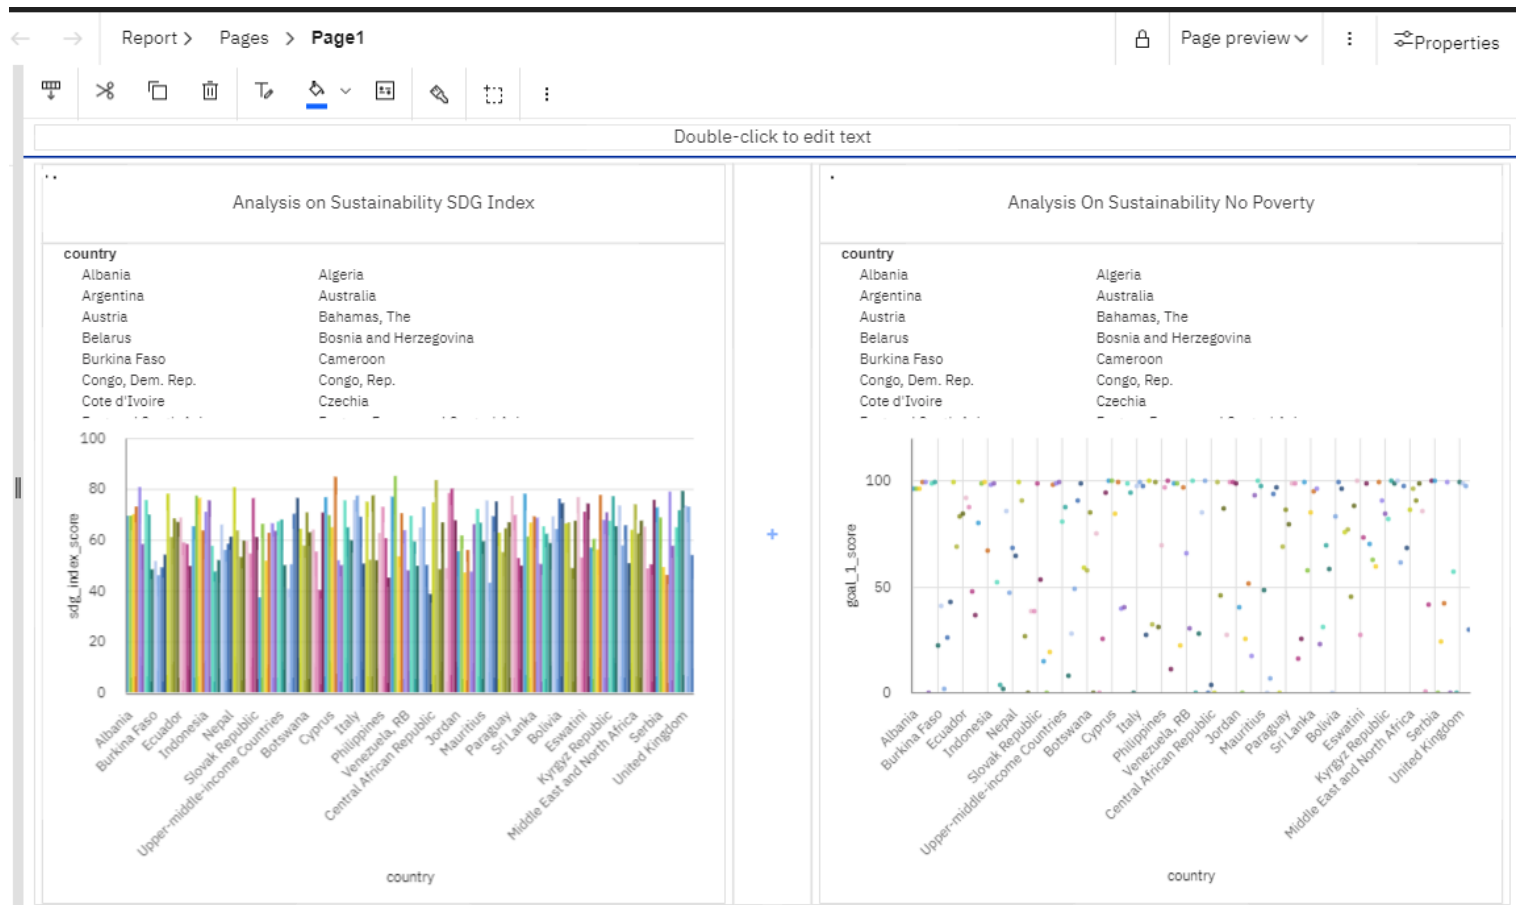 Report > Pages > Page1
Page preview
Properties
Double-click to edit text
Analysis on Sustainability SDG Index
country
Albania Algeria
Argentina Australia
Austria Bahamas, The
Belarus Bosnia and Herzegovina
Burkina Faso Cameroon
Congo, Dem. Rep. Congo, Rep.
Cote d'Ivoire Czechia
100
80
60
40
20
0
sdg_index_score
Albania
Burkina Faso
Ecuador
Indonesia
Nepal
Slovak Republic
Upper-middle-income Countries
Botswana
Cyprus
Italy
Philippines
Venezuela, RB
Central African Republic
Jordan
Mauritius
Paraguay
Sri Lanka
Bolivia
Eswatini
Kyrgyz Republic
Middle East and North Africa
Serbia
United Kingdom
country
Analysis On Sustainability No Poverty
country
Albania Algeria
Argentina Australia
Austria Bahamas, The
Belarus Bosnia and Herzegovina
Burkina Faso Cameroon
Congo, Dem. Rep. Congo, Rep.
Cote d'Ivoire Czechia
100
50
0
goal_1_score
Albania
Burkina Faso
Ecuador
Indonesia
Nepal
Slovak Republic
Upper-middle-income Countries
Botswana
Cyprus
Italy
Philippines
Venezuela, RB
Central African Republic
Jordan
Mauritius
Paraguay
Sri Lanka
Bolivia
Eswatini
Kyrgyz Republic
Middle East and North Africa
Serbia
United Kingdom
country